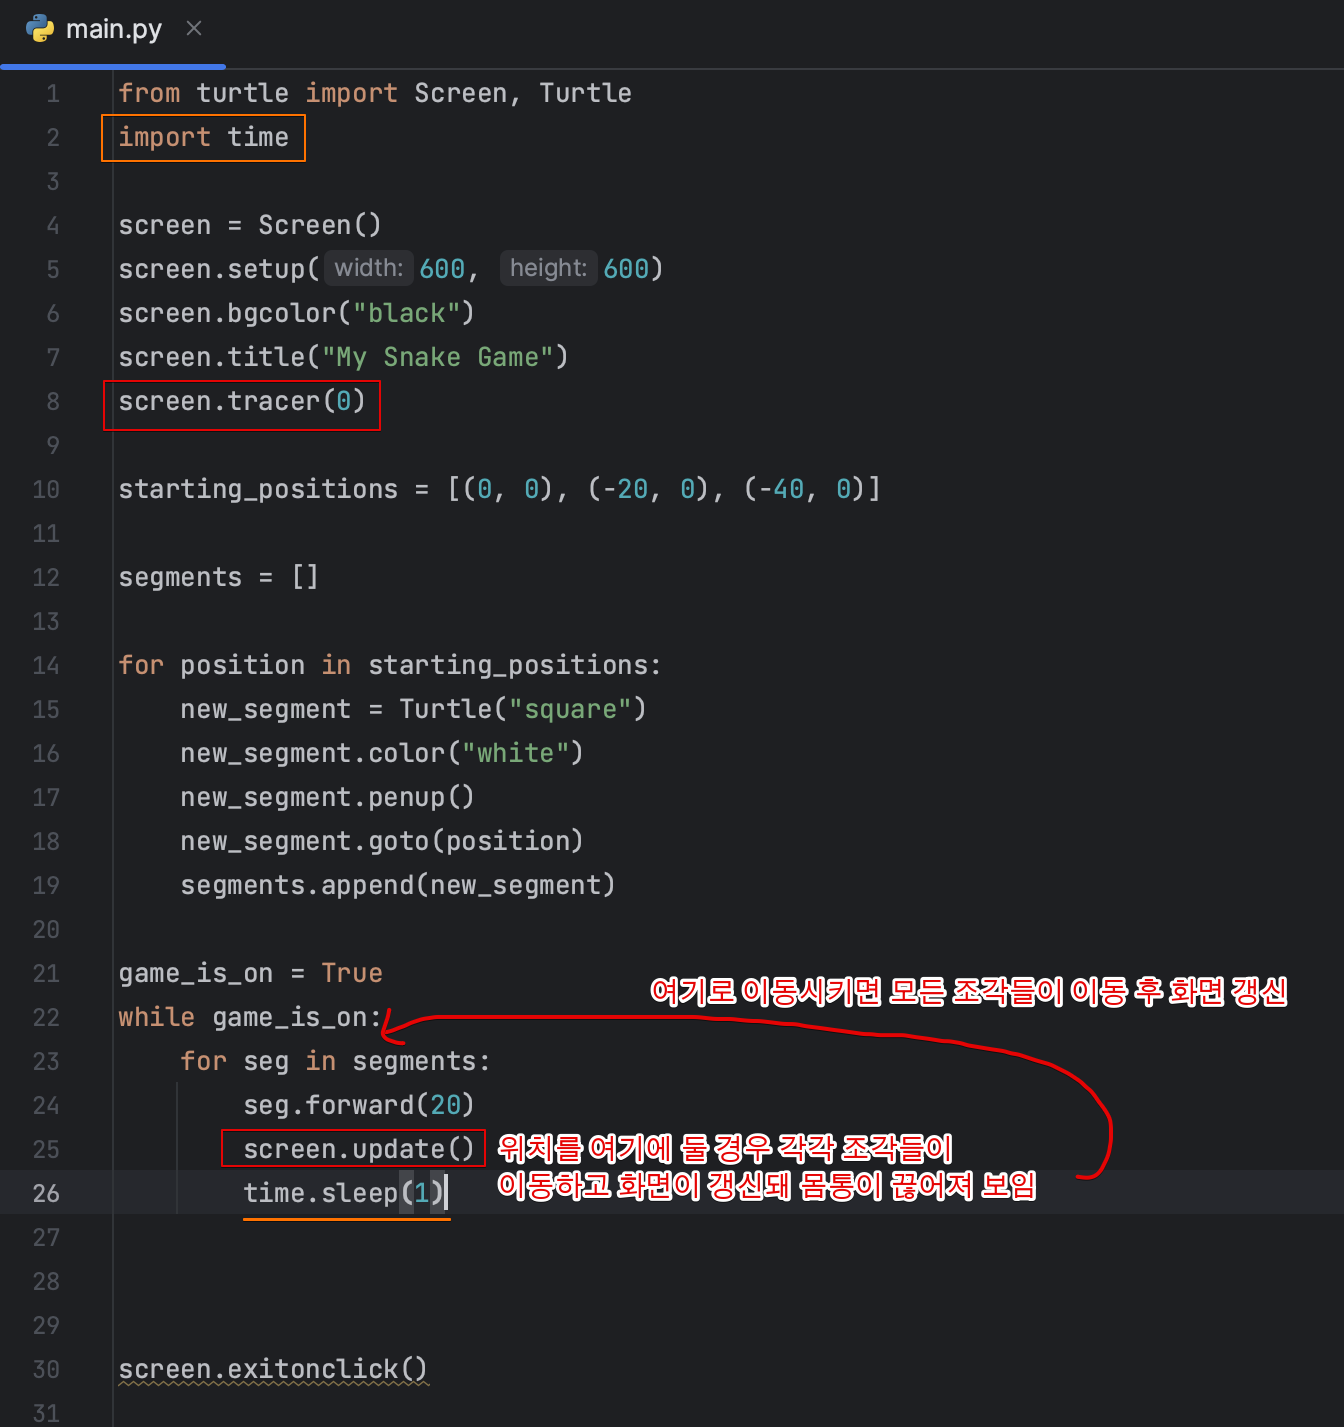 main.py
1 from turtle import Screen, Turtle
2 import time
3
4 screen = Screen()
5 screen.setup( width: 600, height: 600)
6 screen.bgcolor("black")
7 screen.title("My Snake Game")
8 screen.tracer(0)
9
10 starting_positions = [(0, 0), (-20, 0), (-40, 0)]
11
12 segments = []
13
14 for position in starting_positions:
15     new_segment = Turtle("square")
16     new_segment.color("white")
17     new_segment.penup()
18     new_segment.goto(position)
19     segments.append(new_segment)
20
21 game_is_on = True
여기로 이동시키면 모든 조각들이 이동 후 화면 갱신
22 while game_is_on:
23     for seg in segments:
24         seg.forward(20)
25         screen.update() 위치를 여기에 둘 경우 각각 조각들이
26         time.sleep(1) 이동하고 화면이 갱신돼 몸통이 끊어져 보임
27
28
29
30 screen.exitonclick()
31